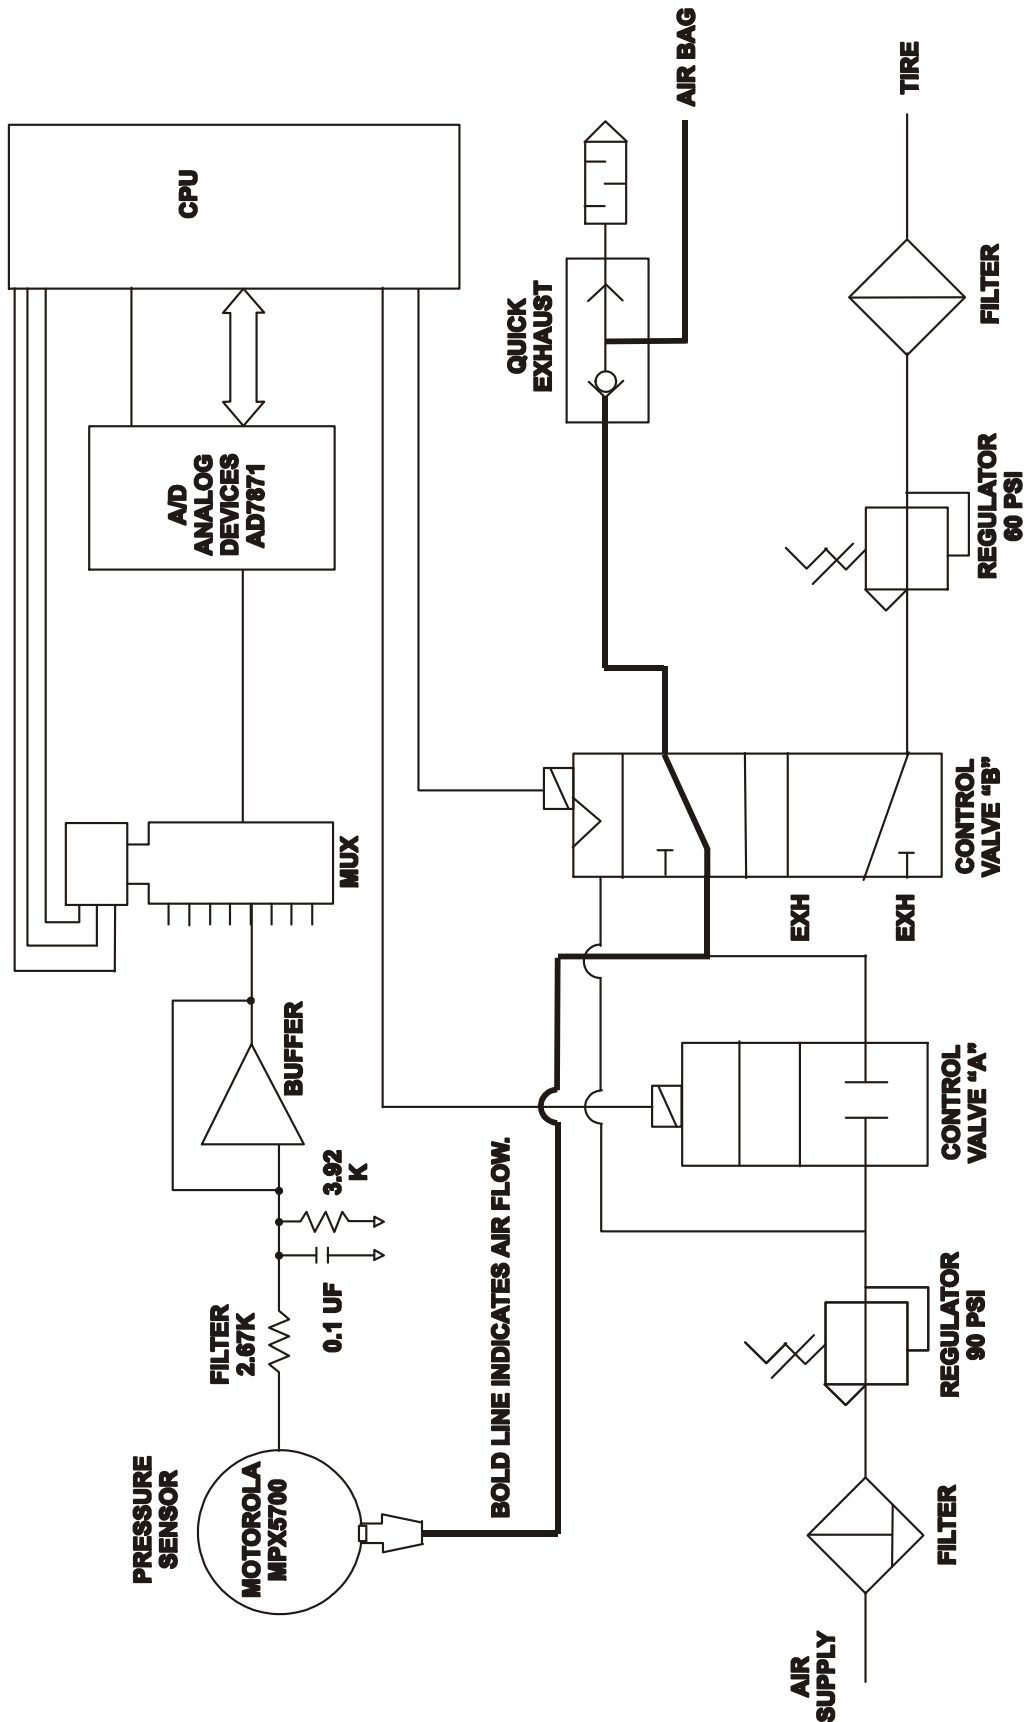 PRESSURE
SENSOR
MOTOROLA
MPX5700
FILTER
2.67K
0.1 UF
3.92
K
BUFFER
MUX
A/D
ANALOG
DEVICES
AD7871
CPU
BOLD LINE INDICATES AIR FLOW.
QUICK
EXHAUST
AIR BAG
AIR
SUPPLY
FILTER
REGULATOR
90 PSI
CONTROL
VALVE “A”
EXH
EXH
CONTROL
VALVE “B”
REGULATOR
60 PSI
FILTER
TIRE